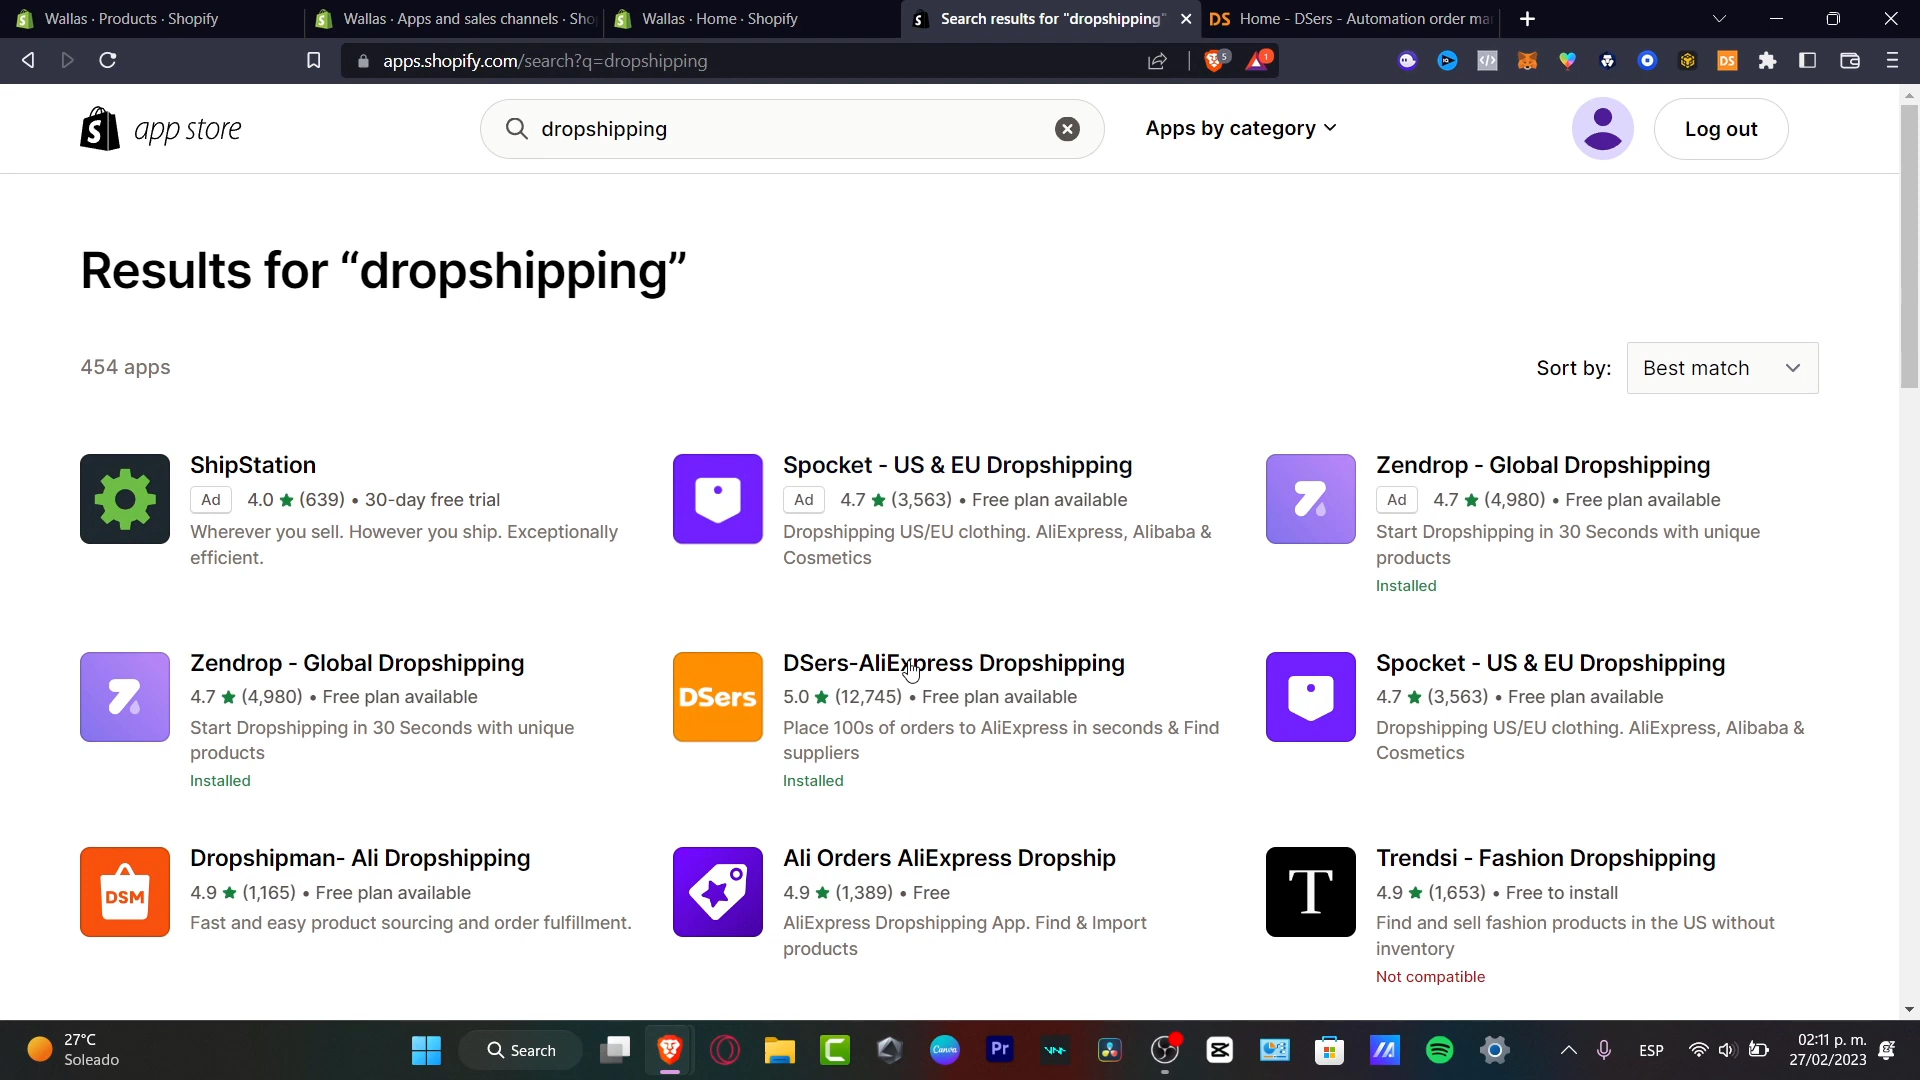 Wallas · Products · Shopify
Wallas · Apps and sales channels · Sho
Wallas · Home · Shopify
Search results for "dropshipping"
DS Home - DSers - Automation order ma
apps.shopify.com/search?q=dropshipping
5
1
DS
app store
dropshipping
Apps by category
Log out
Results for “dropshipping”
454 apps
Sort by:
Best match
ShipStation
Ad 4.0 ★ (639) • 30-day free trial
Wherever you sell. However you ship. Exceptionally
efficient.
Spocket - US & EU Dropshipping
Ad 4.7 ★ (3,563) • Free plan available
Dropshipping US/EU clothing. AliExpress, Alibaba &
Cosmetics
Zendrop - Global Dropshipping
Ad 4.7 ★ (4,980) • Free plan available
Start Dropshipping in 30 Seconds with unique
products
Installed
Zendrop - Global Dropshipping
4.7 ★ (4,980) • Free plan available
Start Dropshipping in 30 Seconds with unique
products
Installed
DSers
DSers-AliExpress Dropshipping
5.0 ★ (12,745) • Free plan available
Place 100s of orders to AliExpress in seconds & Find
suppliers
Installed
Spocket - US & EU Dropshipping
4.7 ★ (3,563) • Free plan available
Dropshipping US/EU clothing. AliExpress, Alibaba &
Cosmetics
DSM
Dropshipman- Ali Dropshipping
4.9 ★ (1,165) • Free plan available
Fast and easy product sourcing and order fulfillment.
Ali Orders AliExpress Dropship
4.9 ★ (1,389) • Free
AliExpress Dropshipping App. Find & Import
products
T
Trendsi - Fashion Dropshipping
4.9 ★ (1,653) • Free to install
Find and sell fashion products in the US without
inventory
Not compatible
27°C
Soleado
Search
Canva
Pr
ESP
02:11 p. m.
27/02/2023